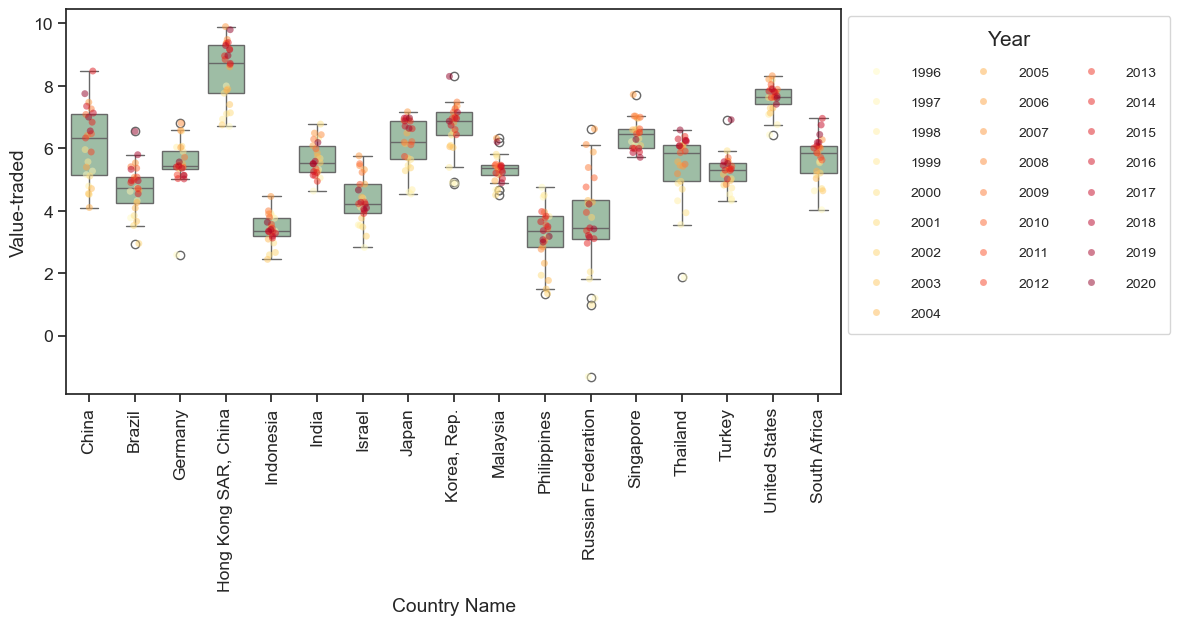 Value-traded
10
8
6
4
2
0
China
Brazil
Germany
Hong Kong SAR, China
Indonesia
India
Israel
Japan
Korea, Rep.
Malaysia
Philippines
Russian Federation
Singapore
Thailand
Turkey
United States
South Africa
Country Name
Year
1996 2005 2013
1997 2006 2014
1998 2007 2015
1999 2008 2016
2000 2009 2017
2001 2010 2018
2002 2011 2019
2003 2012 2020
2004